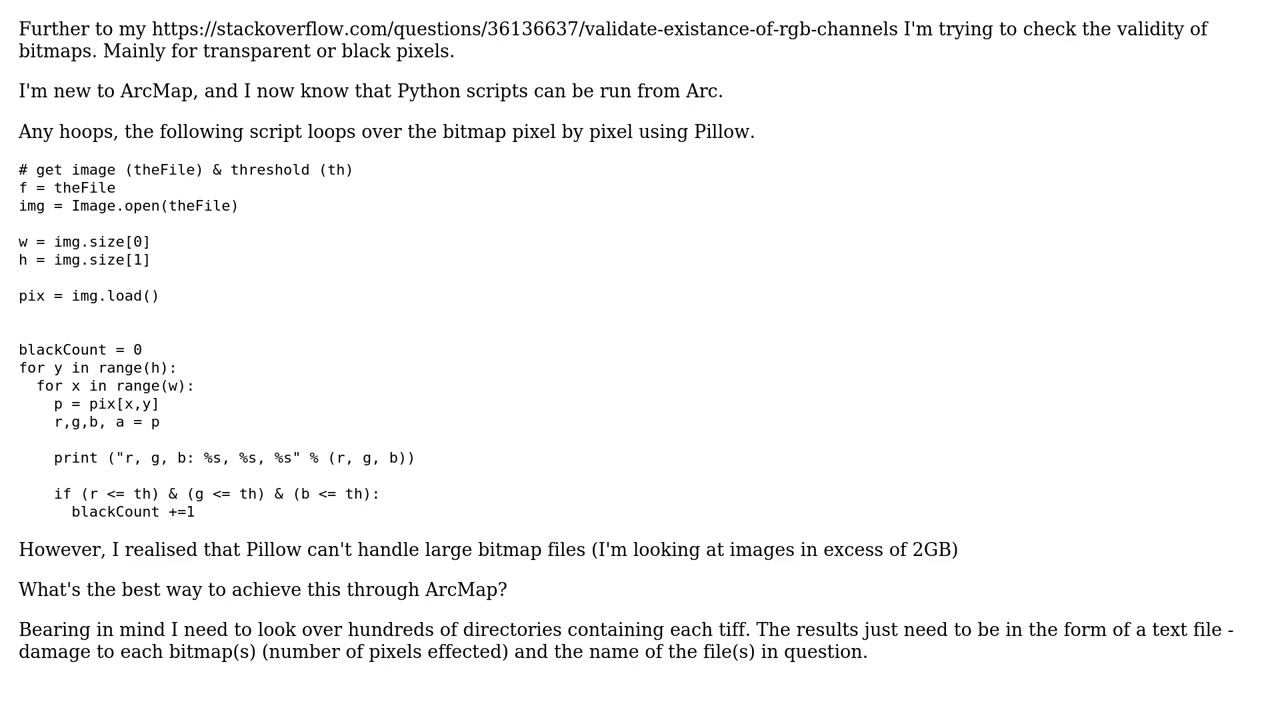 Further to my https://stackoverflow.com/questions/36136637/validate-existance-of-rgb-channels I'm trying to check the validity of
bitmaps. Mainly for transparent or black pixels.
I'm new to ArcMap, and I now know that Python scripts can be run from Arc.
Any hoops, the following script loops over the bitmap pixel by pixel using Pillow.
# get image (theFile) & threshold (th)
f = theFile
img = Image.open(theFile)
w = img.size[0]
h = img.size[1]
pix = img.load()
blackCount = 0
for y in range(h):
  for x in range(w):
    p = pix[x,y]
    r,g,b, a = p
    print ("r, g, b: %s, %s, %s" % (r, g, b))
    if (r <= th) & (g <= th) & (b <= th):
      blackCount +=1
However, I realised that Pillow can't handle large bitmap files (I'm looking at images in excess of 2GB)
What's the best way to achieve this through ArcMap?
Bearing in mind I need to look over hundreds of directories containing each tiff. The results just need to be in the form of a text file -
damage to each bitmap(s) (number of pixels effected) and the name of the file(s) in question.